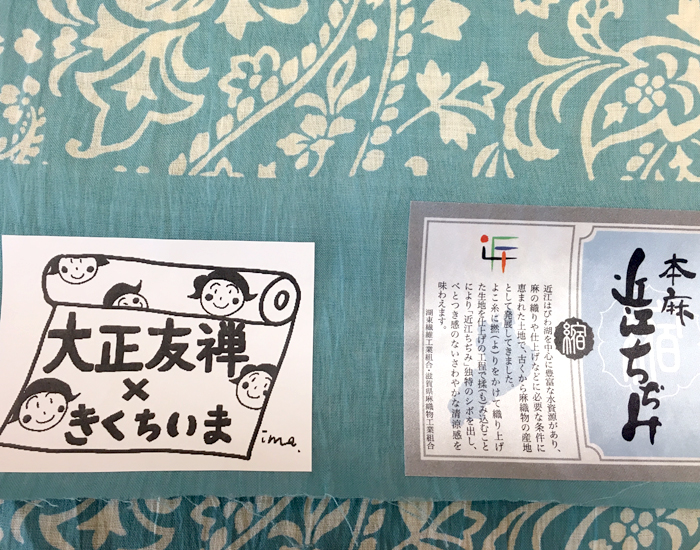 大正友禅
×
きくちいま
ima.
本麻
近江ちぢみ
縮
近江はびわ湖を中心に豊富な水資源があり、
麻の織りや仕上げなどに必要な条件に
恵まれた土地で、古くから麻織物の産地
として発展してきました。
よこ糸に撚(よ)りをかけて織り上げ
た生地を仕上げの工程で揉(も)み込むこと
により「近江ちぢみ」独特のシボを出し、
べとつき感のないさわやかな清涼感を
味わえます。
湖東繊維工業組合・滋賀県麻織物工業組合